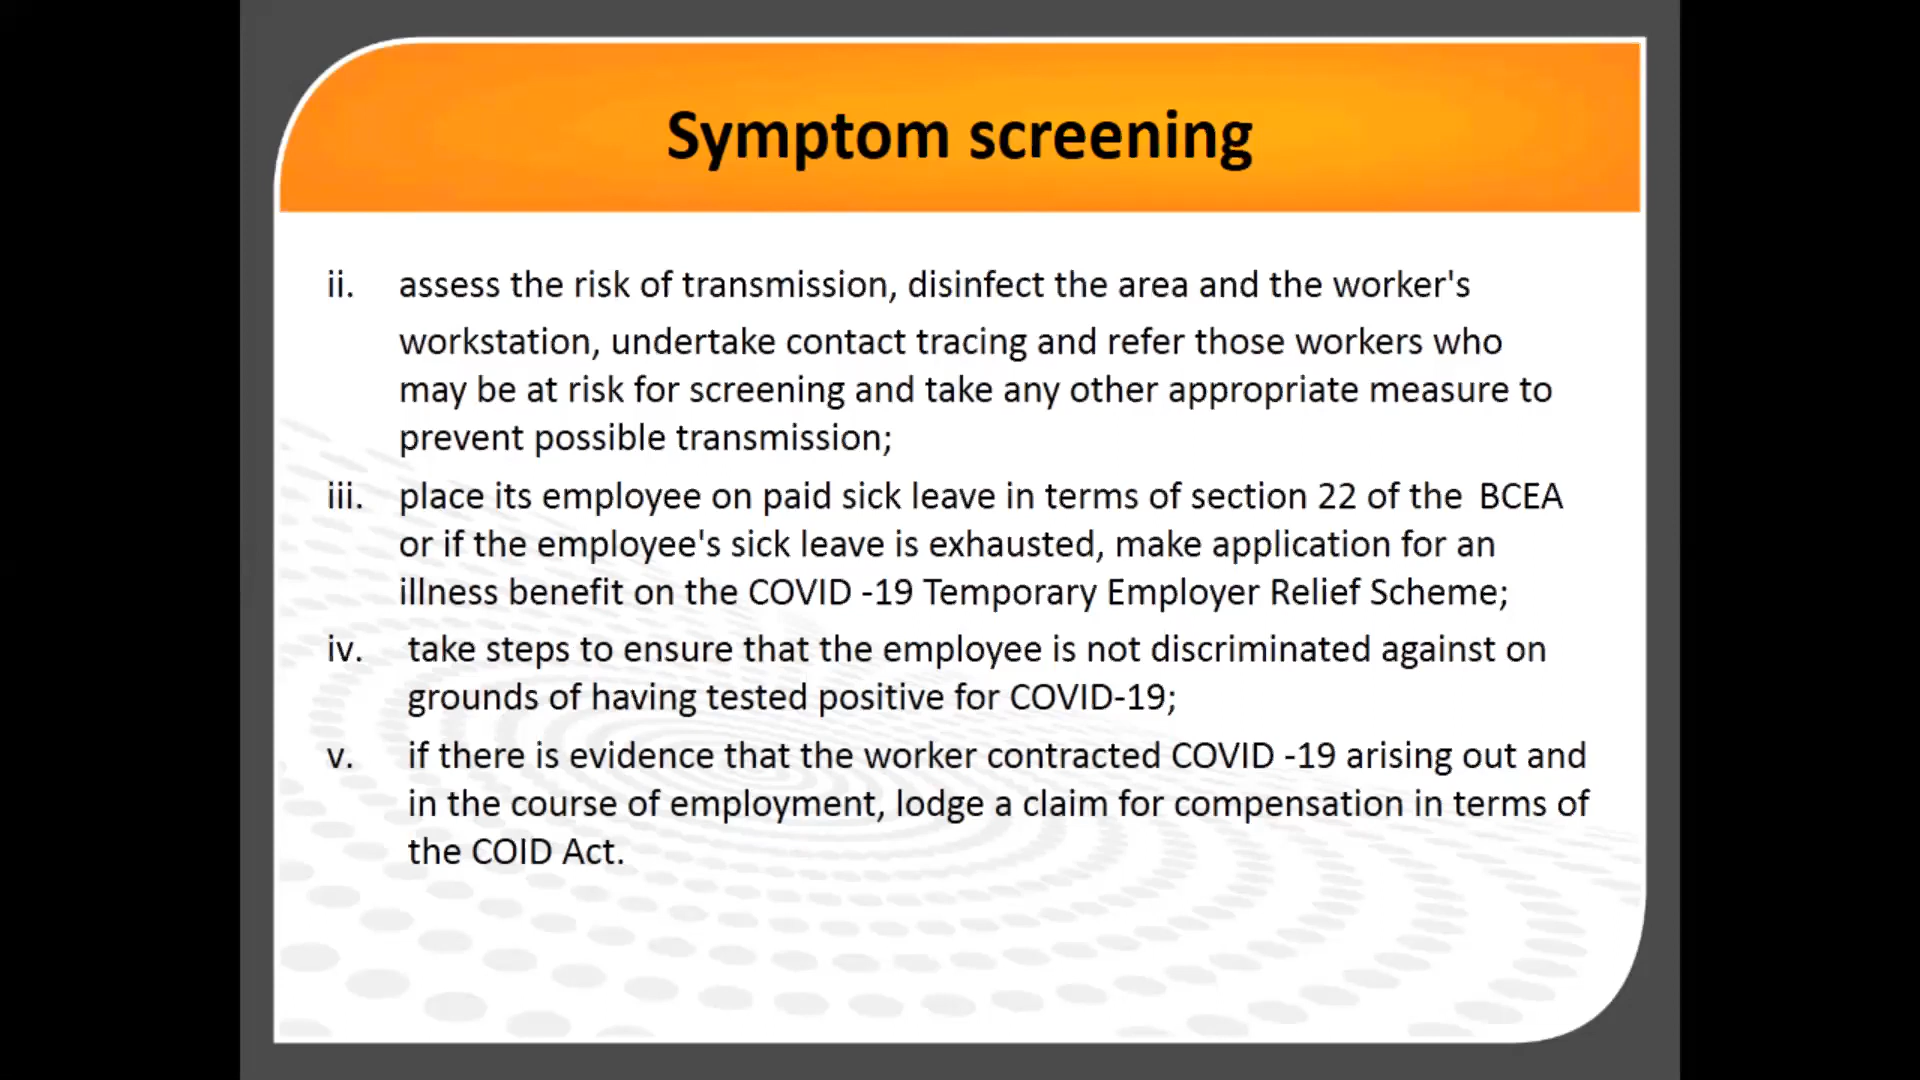 Symptom screening
ii. assess the risk of transmission, disinfect the area and the worker's
workstation, undertake contact tracing and refer those workers who
may be at risk for screening and take any other appropriate measure to
prevent possible transmission;
iii. place its employee on paid sick leave in terms of section 22 of the BCEA
or if the employee's sick leave is exhausted, make application for an
illness benefit on the COVID -19 Temporary Employer Relief Scheme;
iv. take steps to ensure that the employee is not discriminated against on
grounds of having tested positive for COVID-19;
v. if there is evidence that the worker contracted COVID -19 arising out and
in the course of employment, lodge a claim for compensation in terms of
the COID Act.